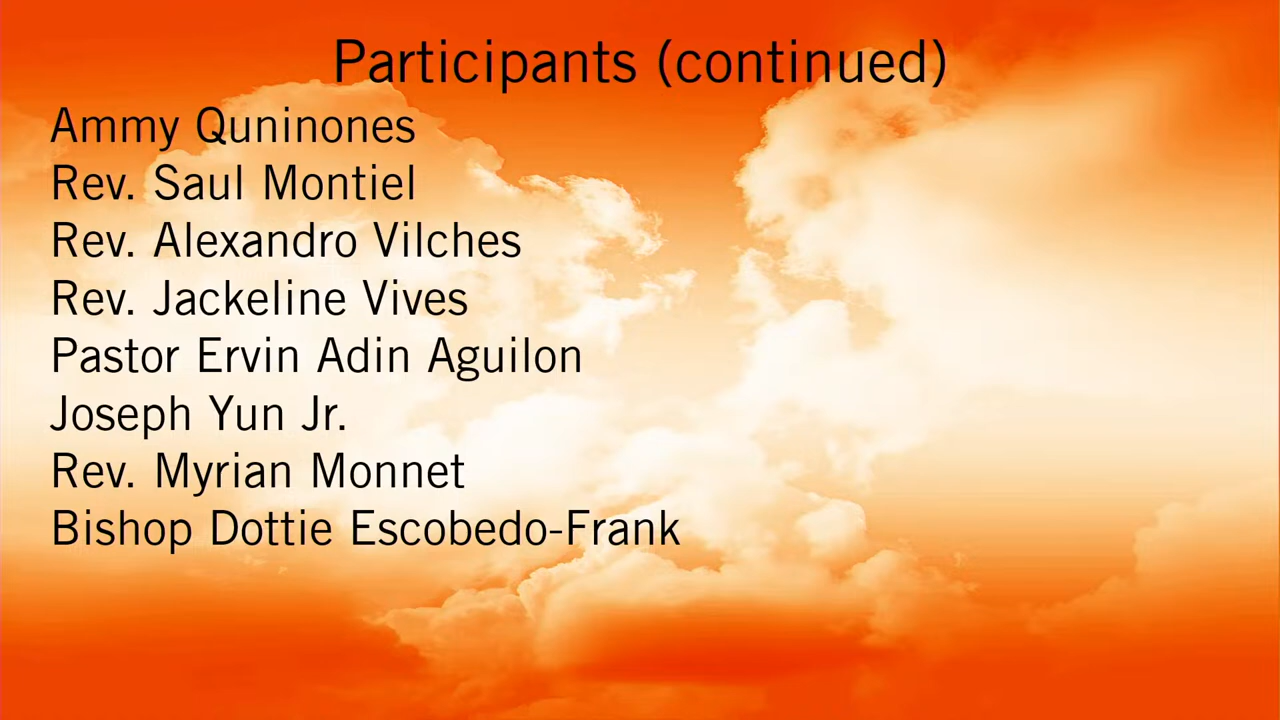 Participants (continued)
Ammy Quninones
Rev. Saul Montiel
Rev. Alexandro Vilches
Rev. Jackeline Vives
Pastor Ervin Adin Aguilon
Joseph Yun Jr.
Rev. Myrian Monnet
Bishop Dottie Escobedo-Frank